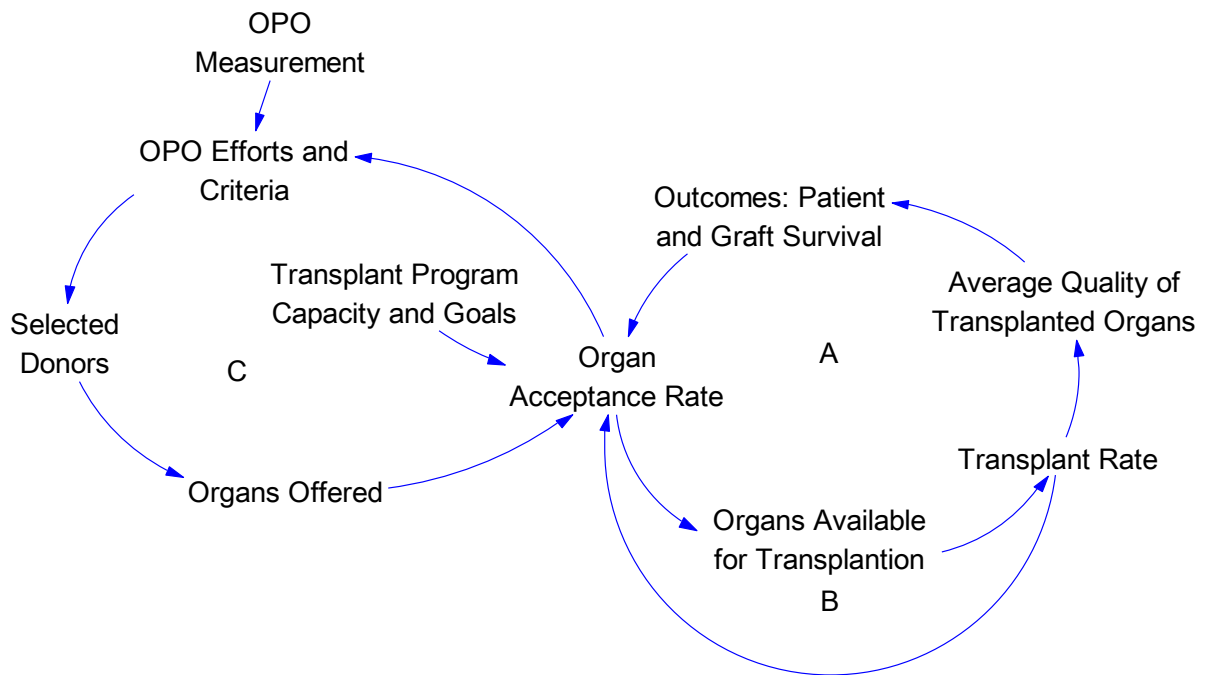 OPO
Measurement
OPO Efforts and
Criteria
Outcomes: Patient
and Graft Survival
Transplant Program
Capacity and Goals
Average Quality of
Transplanted Organs
Selected
Donors
C
Organ
Acceptance Rate
A
Transplant Rate
Organs Offered
Organs Available
for Transplantion
B